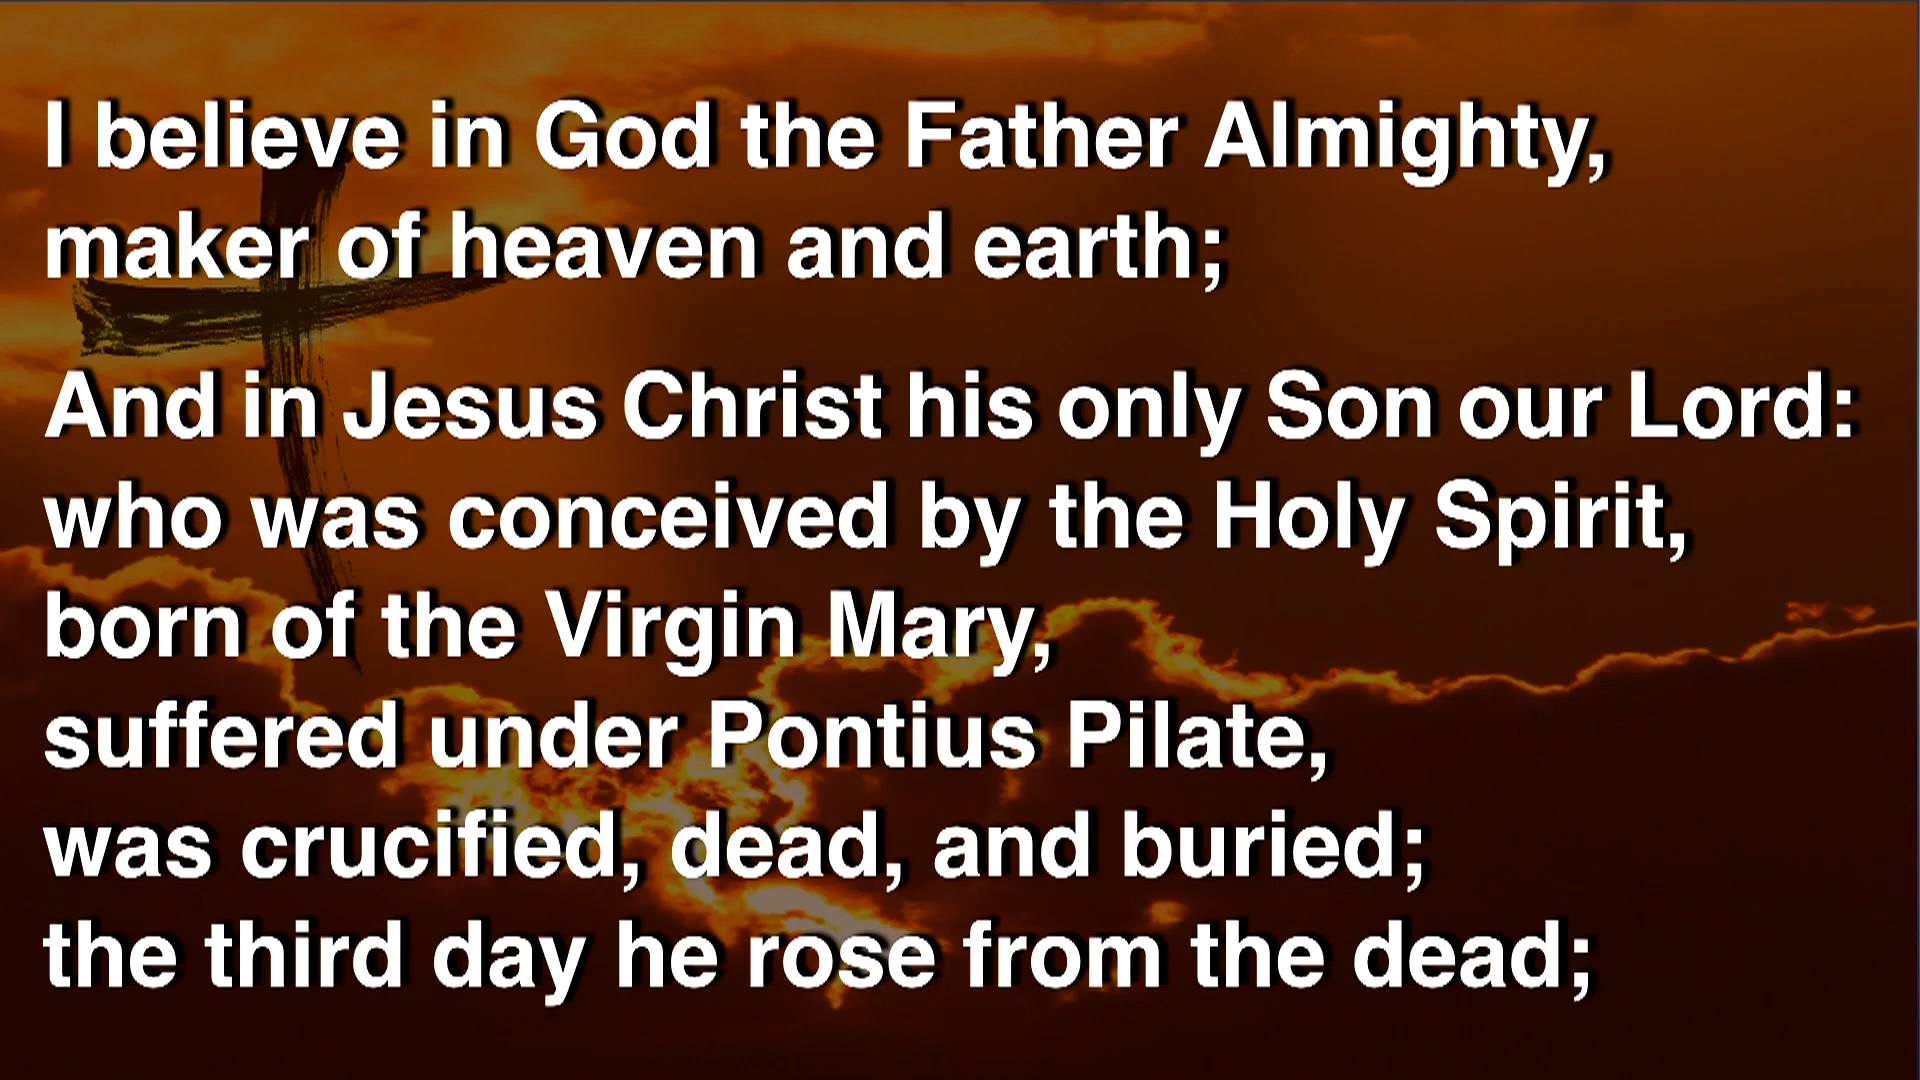 I believe in God the Father Almighty,
maker of heaven and earth;
And in Jesus Christ his only Son our Lord:
who was conceived by the Holy Spirit,
born of the Virgin Mary,
suffered under Pontius Pilate,
was crucified, dead, and buried;
the third day he rose from the dead;